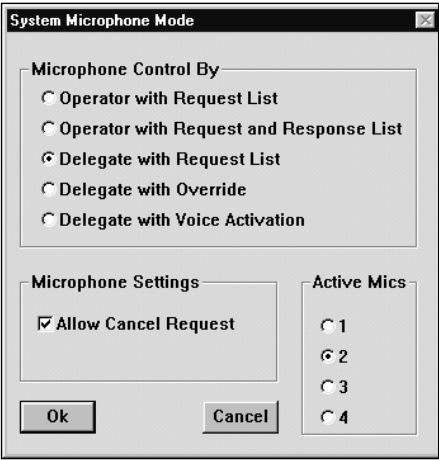 System Microphone Mode
Microphone Control By
Operator with Request List
Operator with Request and Response List
Delegate with Request List
Delegate with Override
Delegate with Voice Activation
Microphone Settings
Allow Cancel Request
Active Mics
1
2
3
4
Ok
Cancel